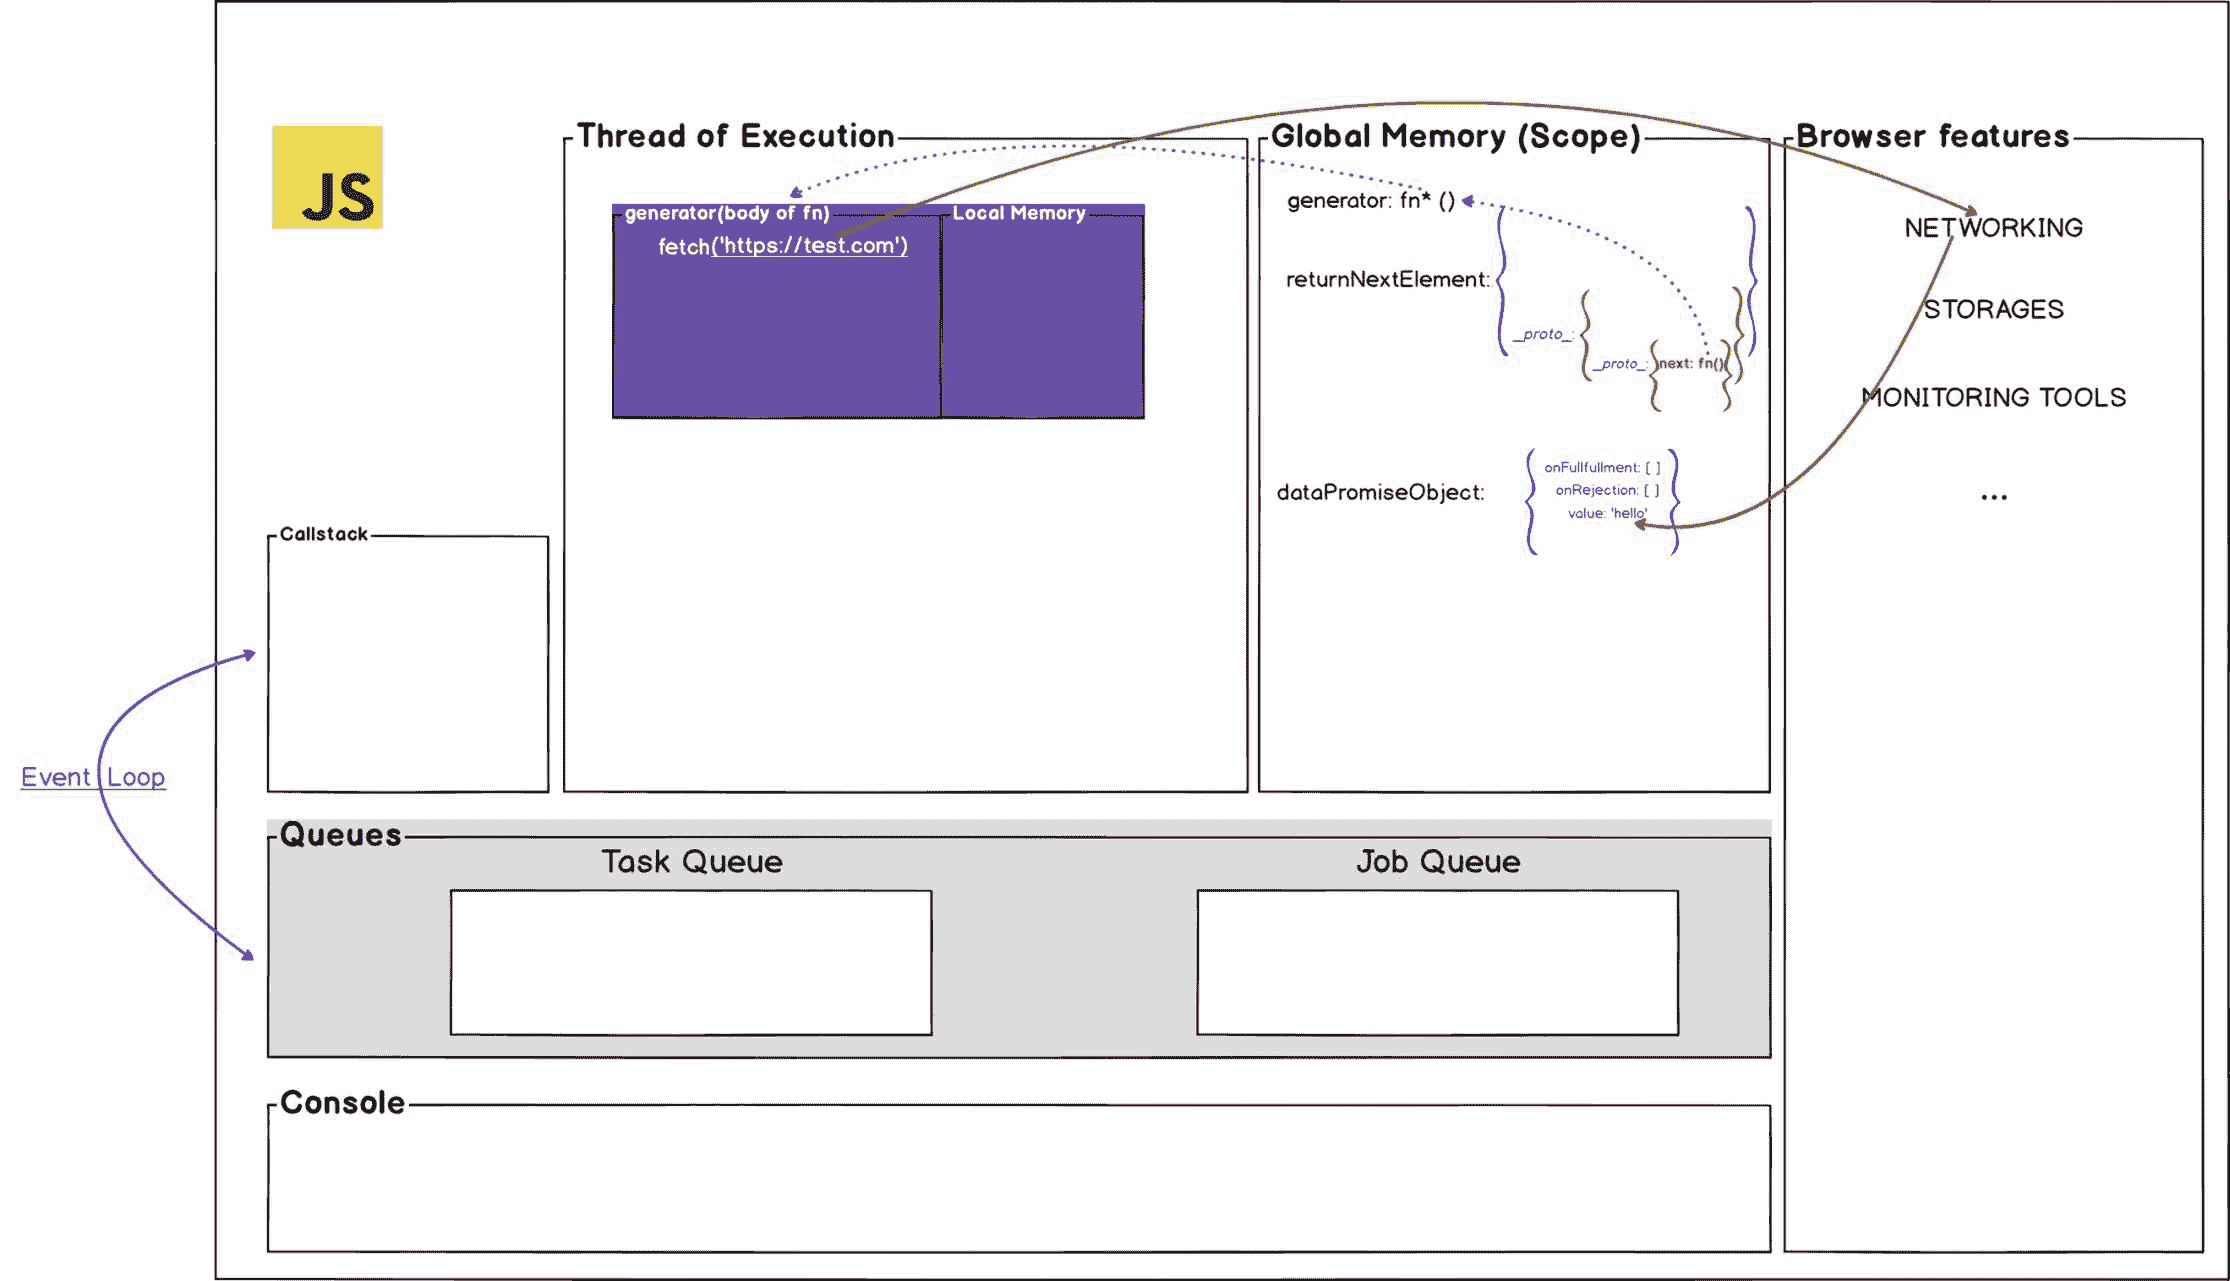 JS
Thread of Execution
generator(body of fn)
Local Memory
fetch('https://test.com')
Global Memory (Scope)
generator: fn* ()
returnNextElement:
_proto_:
_proto_:
next: fn()
dataPromiseObject:
onFullfullment: [ ]
onRejection: [ ]
value: 'hello'
Browser features
NETWORKING
STORAGES
MONITORING TOOLS
...
Callstack
Event Loop
Queues
Task Queue
Job Queue
Console